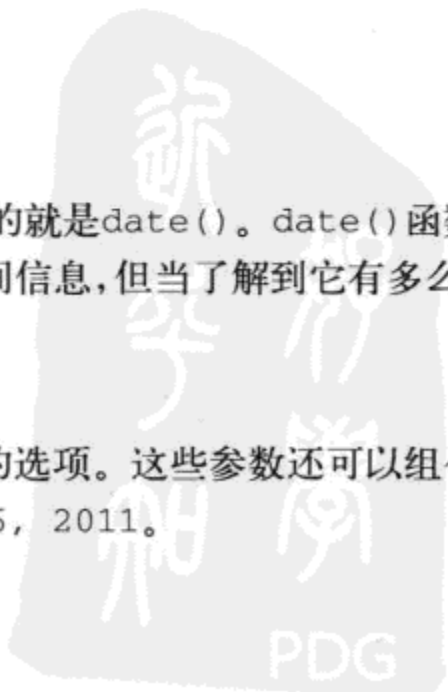 的就是date()。date()函
间信息,但当了解到它有多么
的选项。这些参数还可以组
, 2011。
PDG